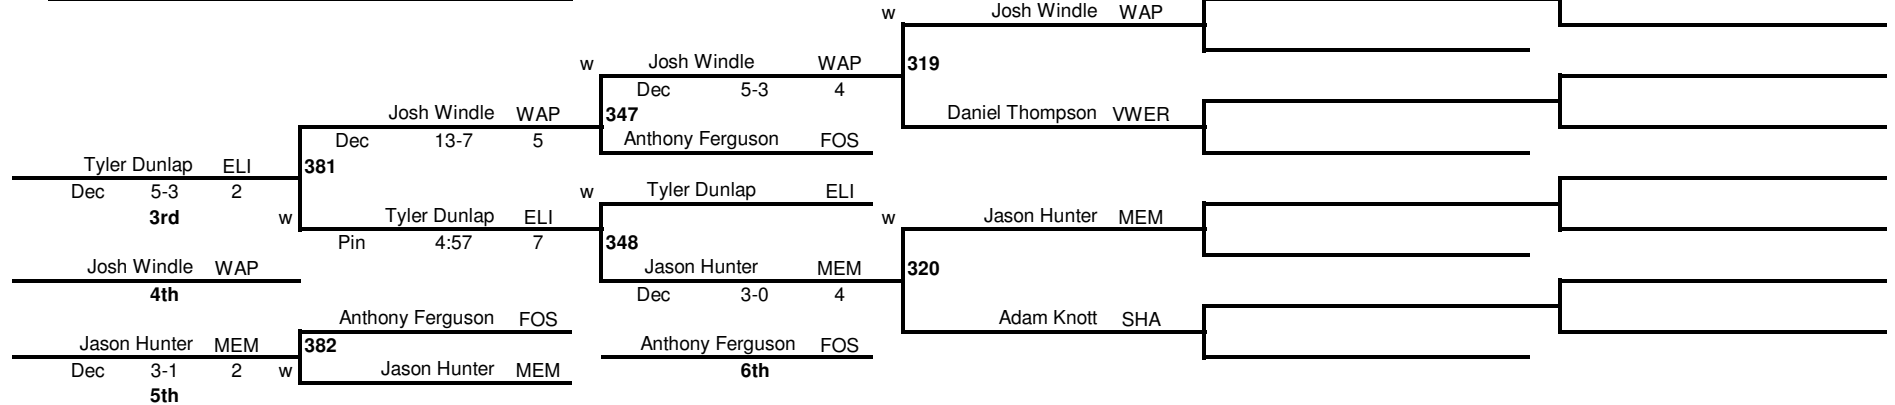 w Josh Windle WAP
w Josh Windle WAP 319
Dec 5-3 4
Josh Windle WAP 347 Daniel Thompson VWER
Dec 13-7 5 Anthony Ferguson FOS
Tyler Dunlap ELI 381
Dec 5-3 2 w Tyler Dunlap ELI
3rd w Tyler Dunlap ELI w Jason Hunter MEM
Pin 4:57 7 348
Josh Windle WAP Jason Hunter MEM 320
4th Dec 3-0 4
Anthony Ferguson FOS Adam Knott SHA
Jason Hunter MEM 382 Anthony Ferguson FOS
Dec 3-1 2 w Jason Hunter MEM 6th
5th